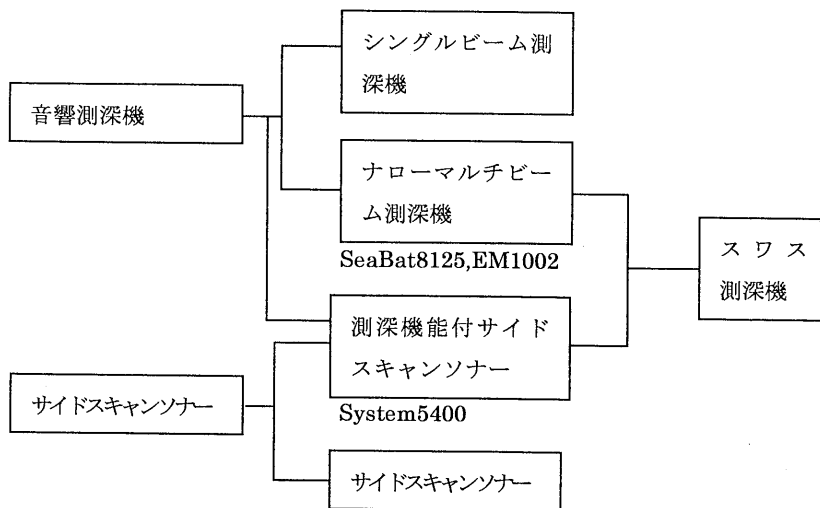 シングルビーム測
深機
音響測深機
ナローマルチビー
ム測深機
SeaBat8125,EM1002
スワス
測深機
測深機能付サイド
スキャンソナー
サイドスキャンソナー
System5400
サイドスキャンソナー